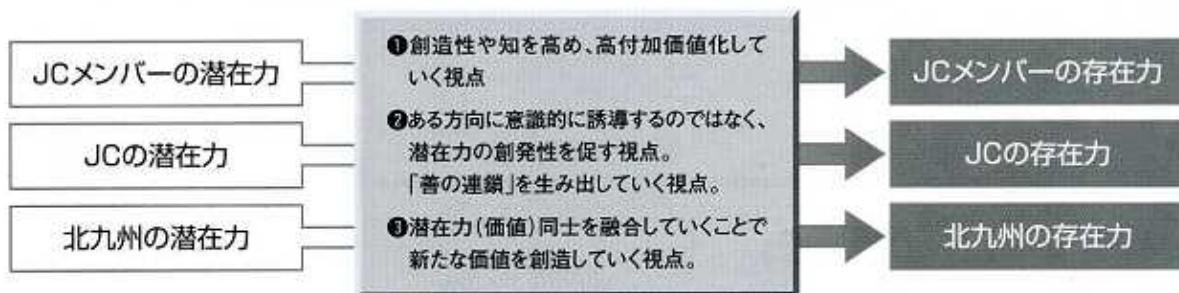 JCメンバーの潜在力
JCの潜在力
北九州の潜在力
❶創造性や知を高め、高付加価値化して
いく視点
❷ある方向に意識的に誘導するのではなく、
潜在力の創発性を促す視点。
「善の連鎖」を生み出していく視点。
❸潜在力(価値)同士を融合していくことで
新たな価値を創造していく視点。
JCメンバーの存在力
JCの存在力
北九州の存在力